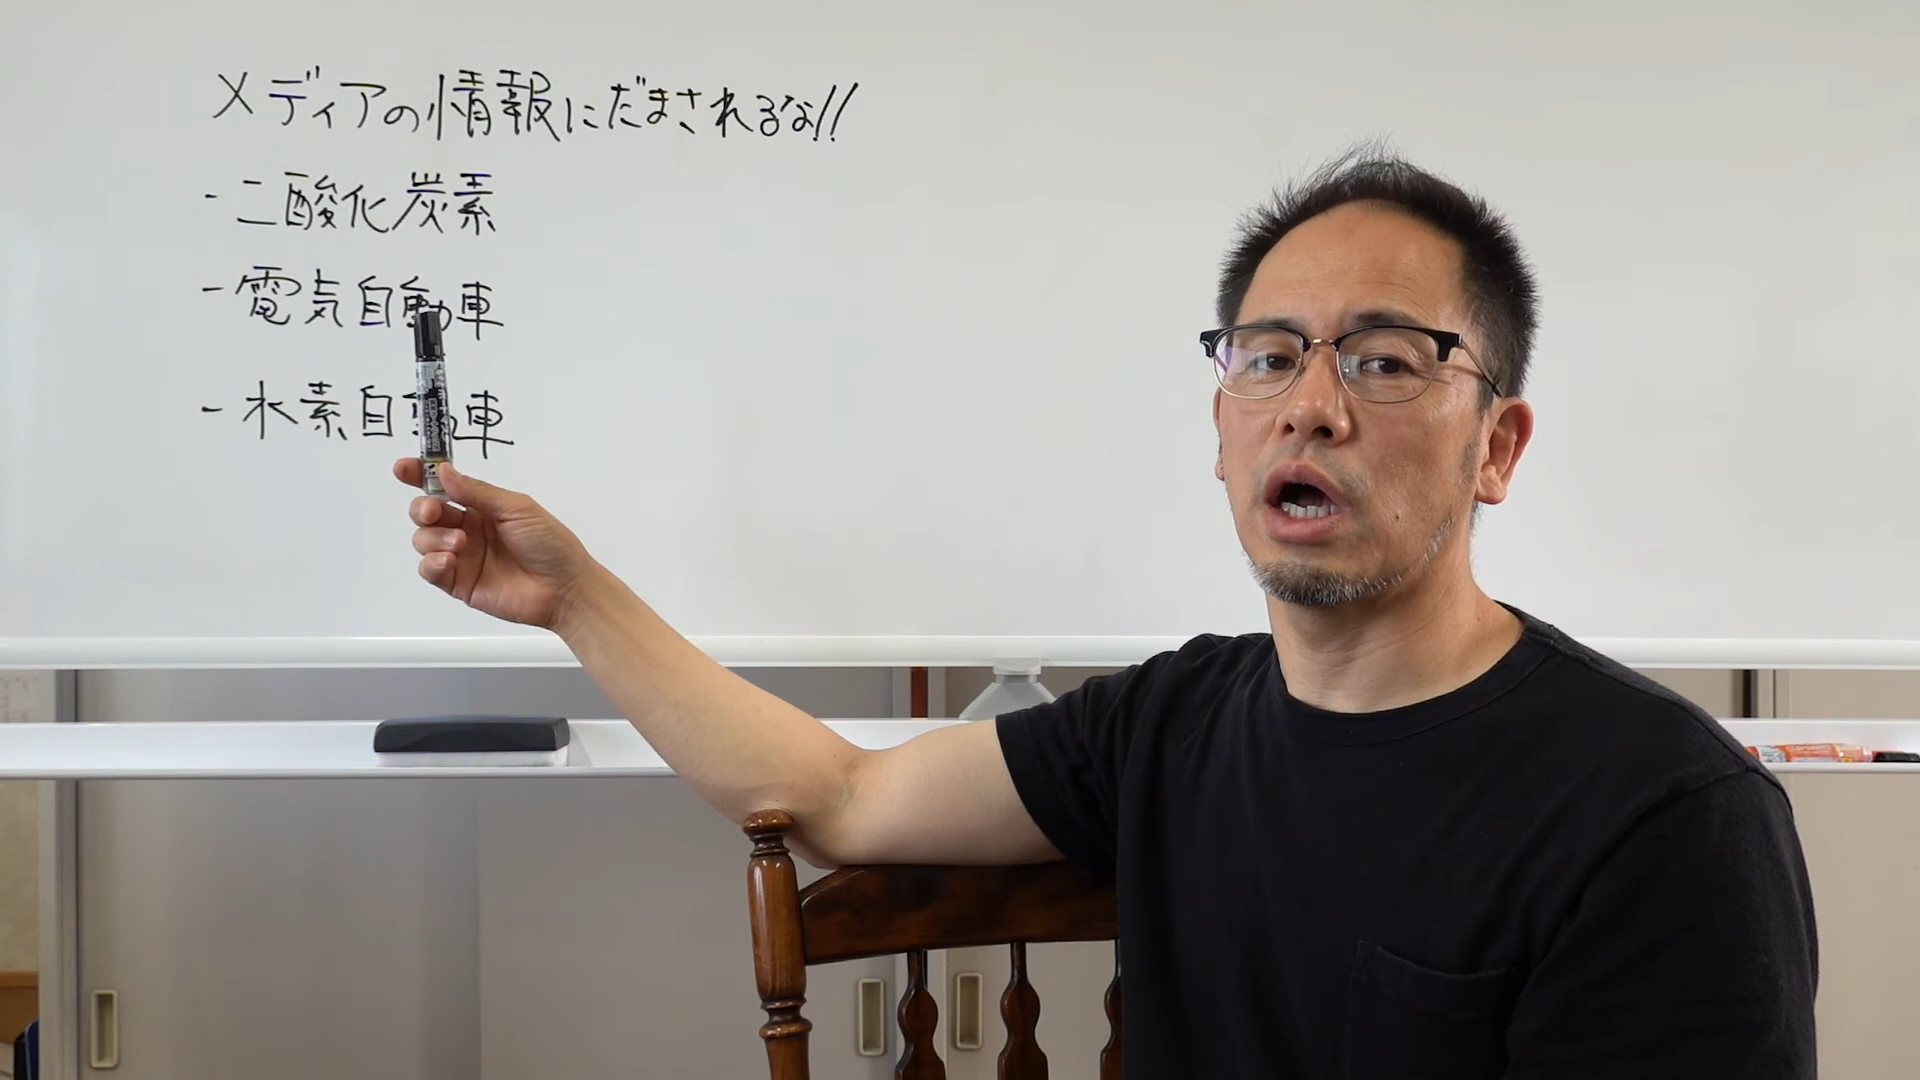 メディアの情報にだまされるな!!
- 二酸化炭素
- 電気自動車
- 水素自動車